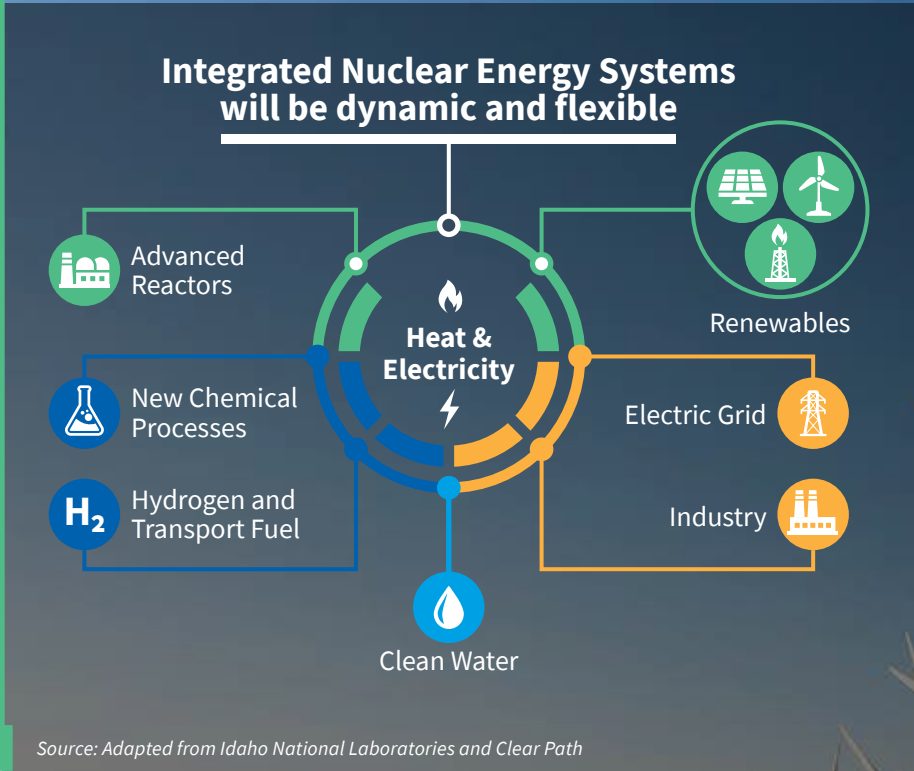 Integrated Nuclear Energy Systems
will be dynamic and flexible
Advanced
Reactors
Renewables
Heat &
Electricity
New Chemical
Processes
Electric Grid
H₂
Hydrogen and
Transport Fuel
Industry
Clean Water
Source: Adapted from Idaho National Laboratories and Clear Path